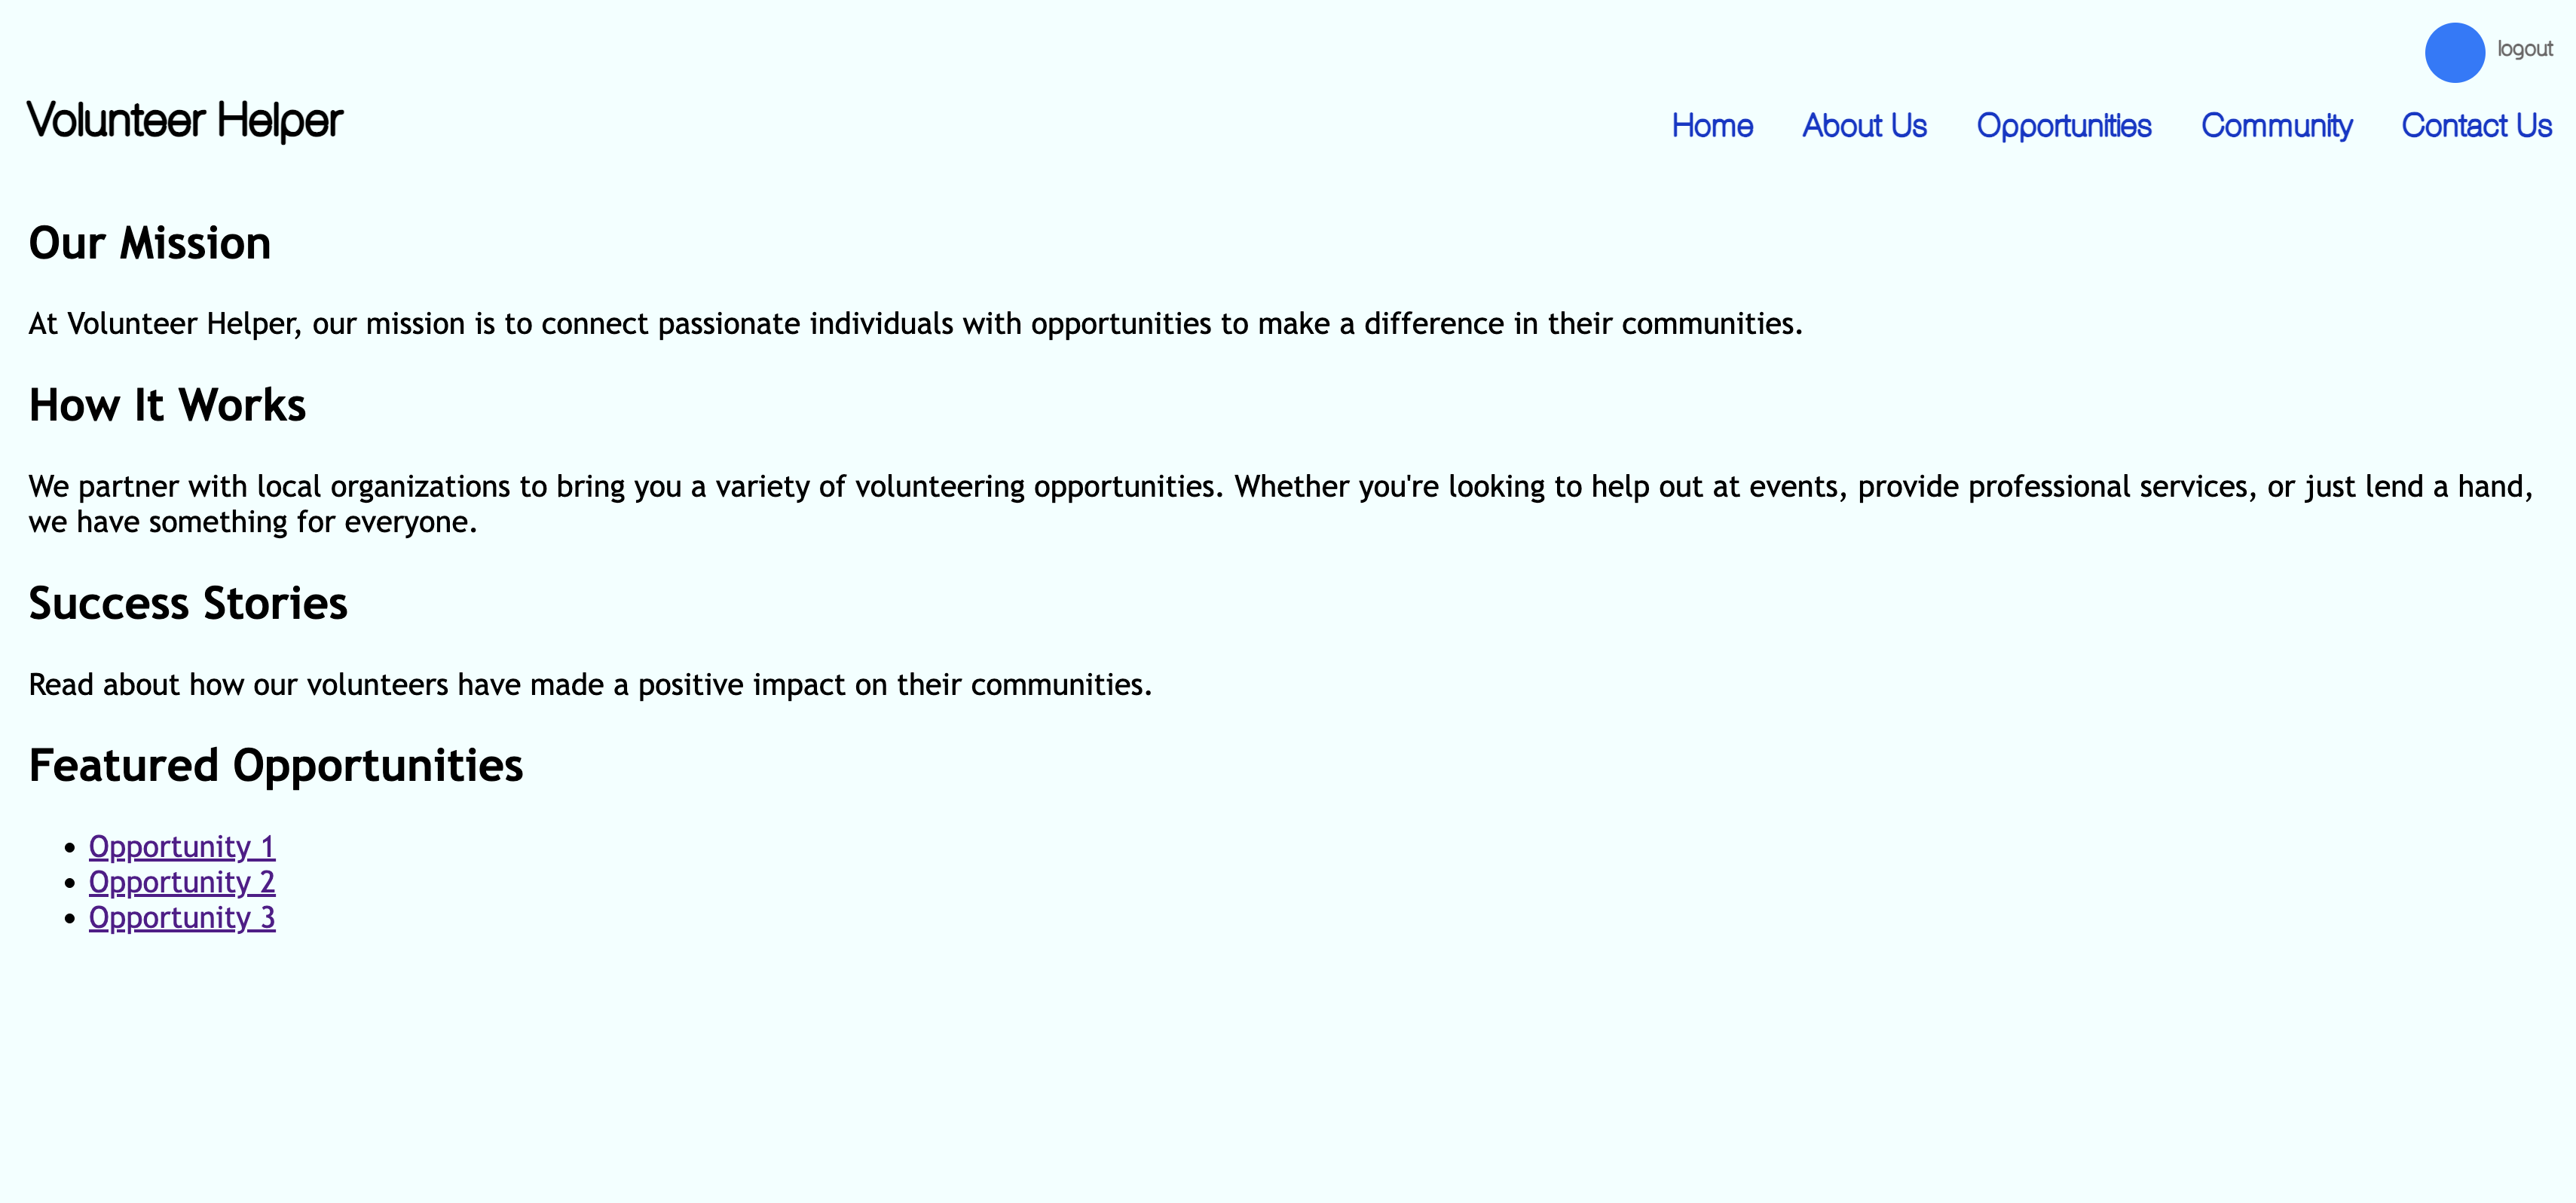 logout
Volunteer Helper
Home About Us Opportunities Community Contact Us
Our Mission
At Volunteer Helper, our mission is to connect passionate individuals with opportunities to make a difference in their communities.
How It Works
We partner with local organizations to bring you a variety of volunteering opportunities. Whether you're looking to help out at events, provide professional services, or just lend a hand,
we have something for everyone.
Success Stories
Read about how our volunteers have made a positive impact on their communities.
Featured Opportunities
• Opportunity 1
• Opportunity 2
• Opportunity 3